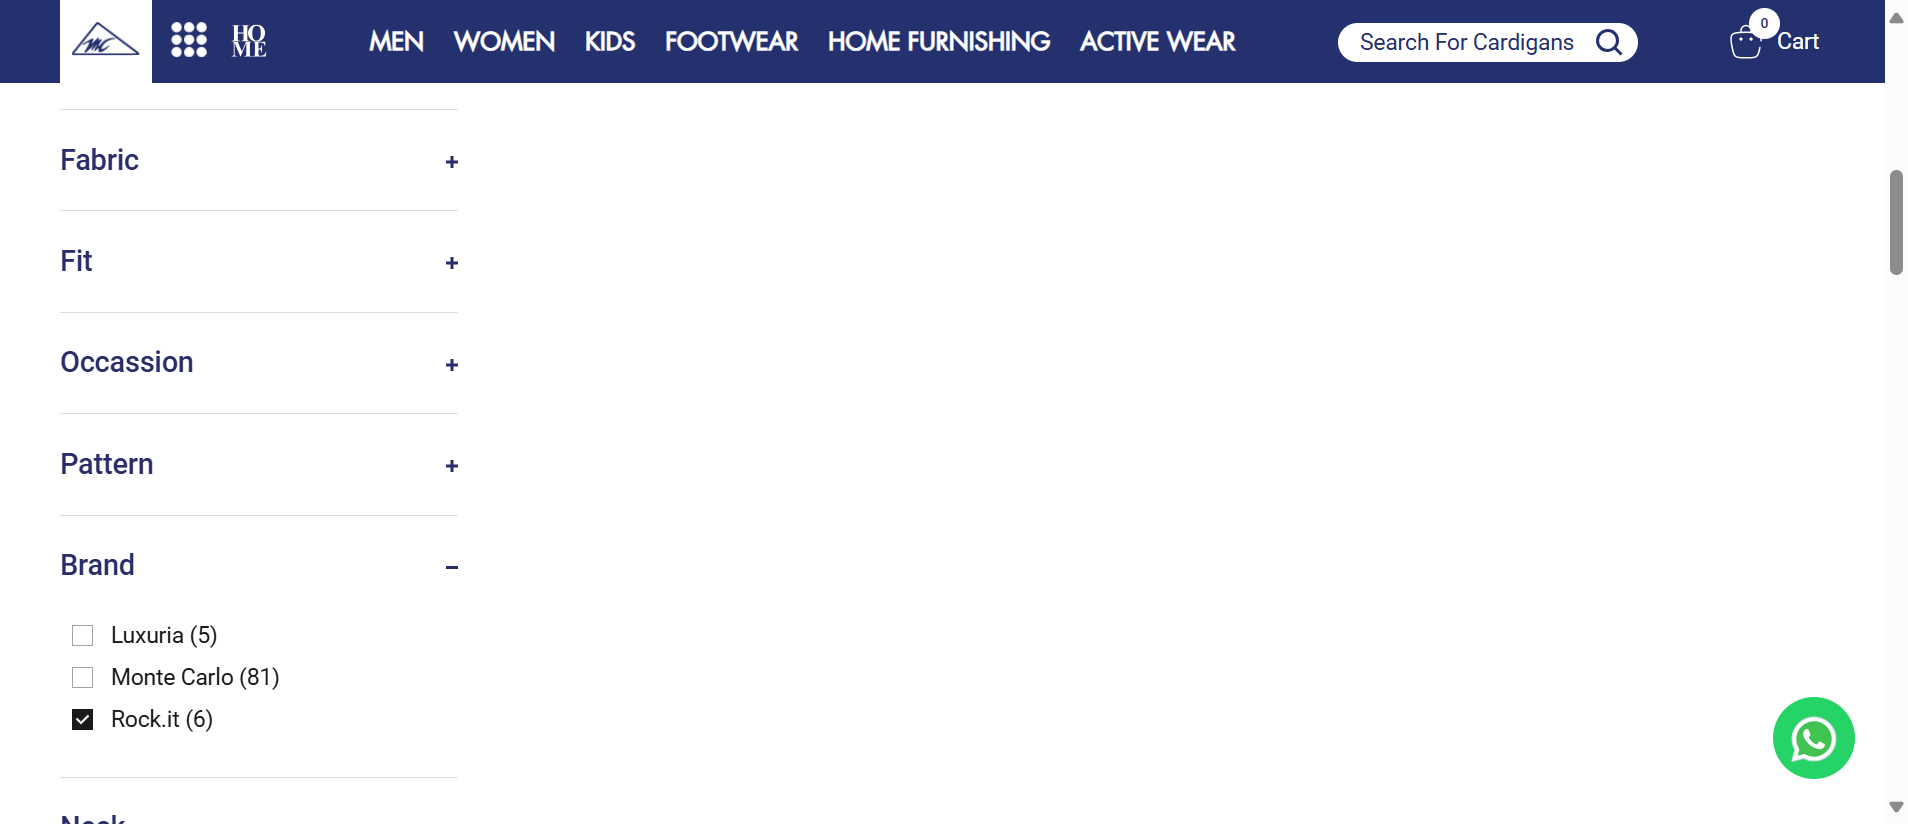 MC
HO
ME
MEN
WOMEN
KIDS
FOOTWEAR
HOME FURNISHING
ACTIVE WEAR
Search For Cardigans
0
Cart
Fabric
+
Fit
+
Occassion
+
Pattern
+
Brand
−
Luxuria (5)
Monte Carlo (81)
Rock.it (6)
Neck